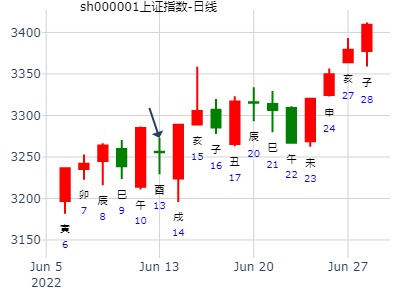 sh000001上证指数-日线
3400
3350
3300
3250
3200
3150
寅
6
卯
7
辰
8
巳
9
午
10
酉
13
戌
14
亥
15
子
16
丑
17
辰
20
巳
21
午
22
未
23
申
24
亥
27
子
28
Jun 5
2022
Jun 13
Jun 20
Jun 27